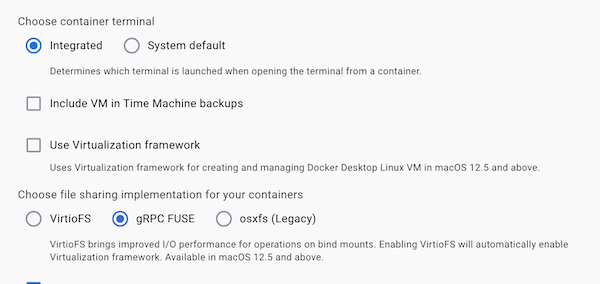 Choose container terminal
Integrated System default
Determines which terminal is launched when opening the terminal from a container.
Include VM in Time Machine backups
Use Virtualization framework
Uses Virtualization framework for creating and managing Docker Desktop Linux VM in macOS 12.5 and above.
Choose file sharing implementation for your containers
VirtioFS gRPC FUSE osxfs (Legacy)
VirtioFS brings improved I/O performance for operations on bind mounts. Enabling VirtioFS will automatically enable
Virtualization framework. Available in macOS 12.5 and above.